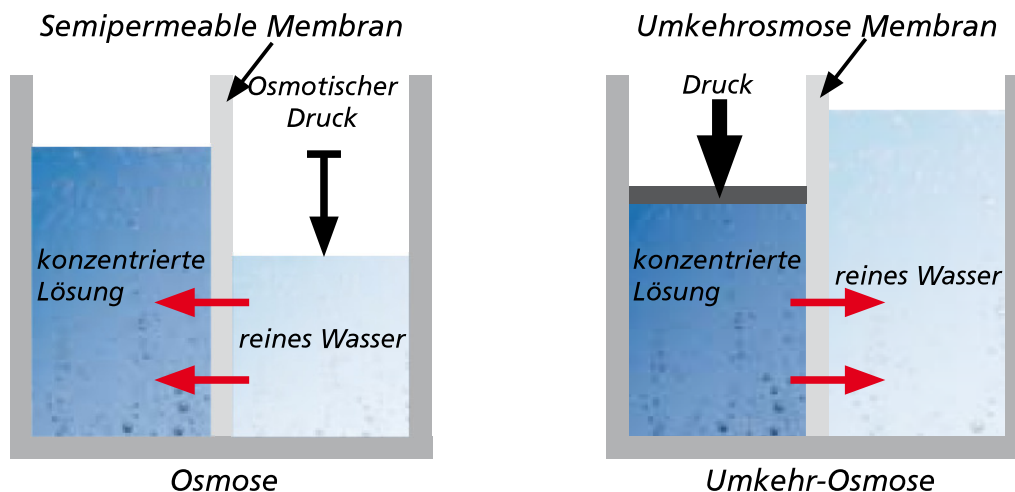 Semipermeable Membran
Osmotischer
Druck
konzentrierte
Lösung
reines Wasser
Osmose
Umkehrosmose Membran
Druck
konzentrierte
Lösung
reines Wasser
Umkehr-Osmose